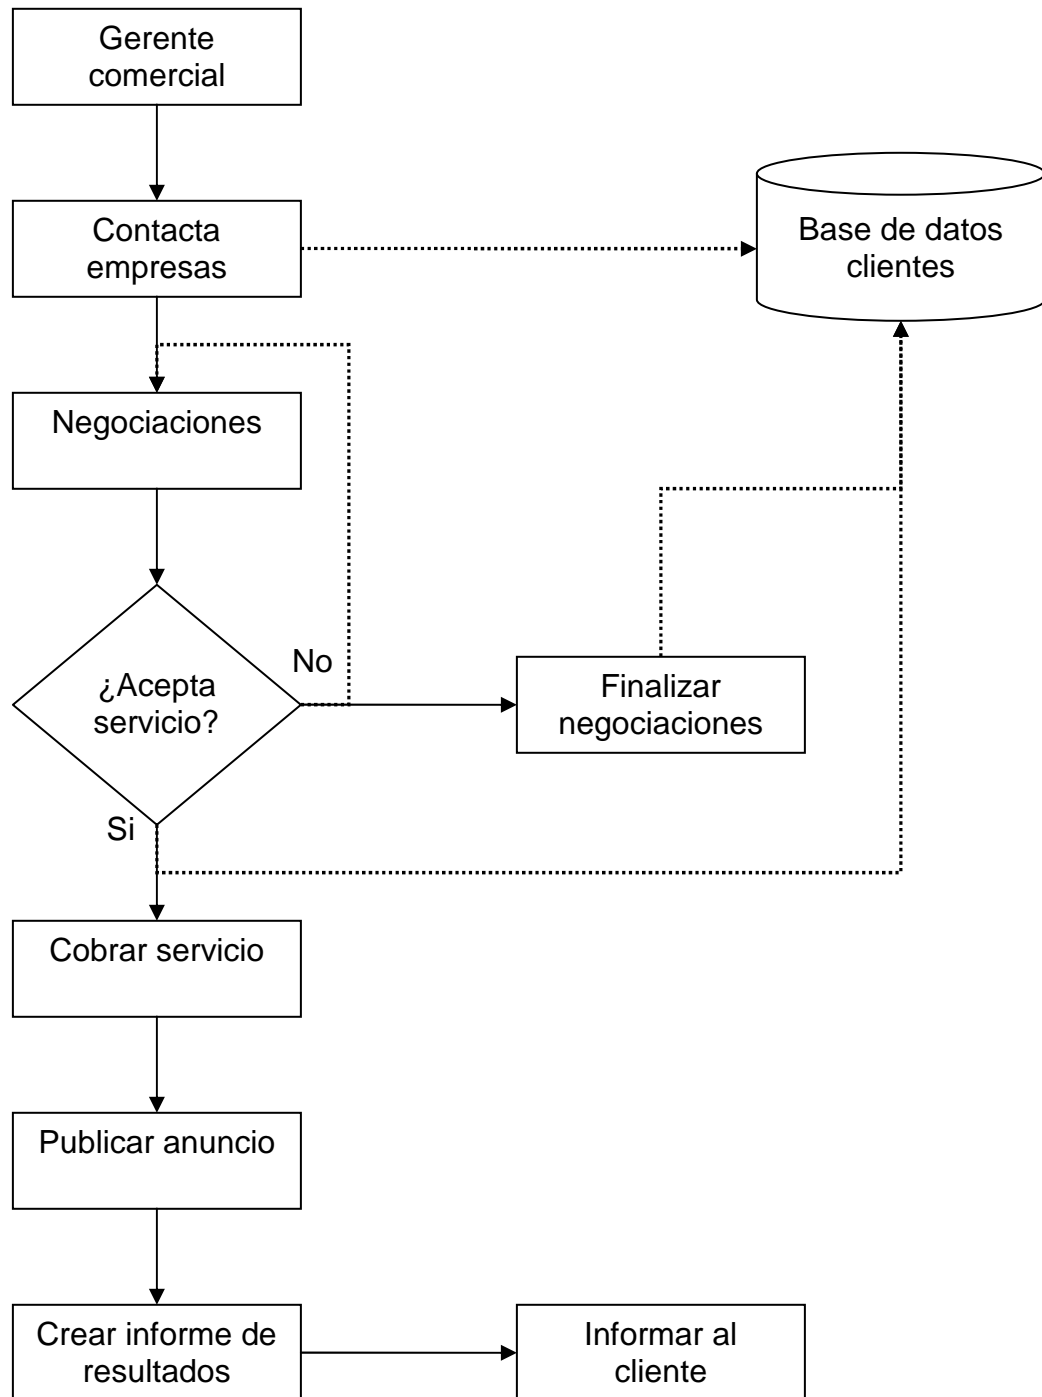 Gerente
comercial
Contacta
empresas
Base de datos
clientes
Negociaciones
¿Acepta
servicio?
No
Finalizar
negociaciones
Si
Cobrar servicio
Publicar anuncio
Crear informe de
resultados
Informar al
cliente